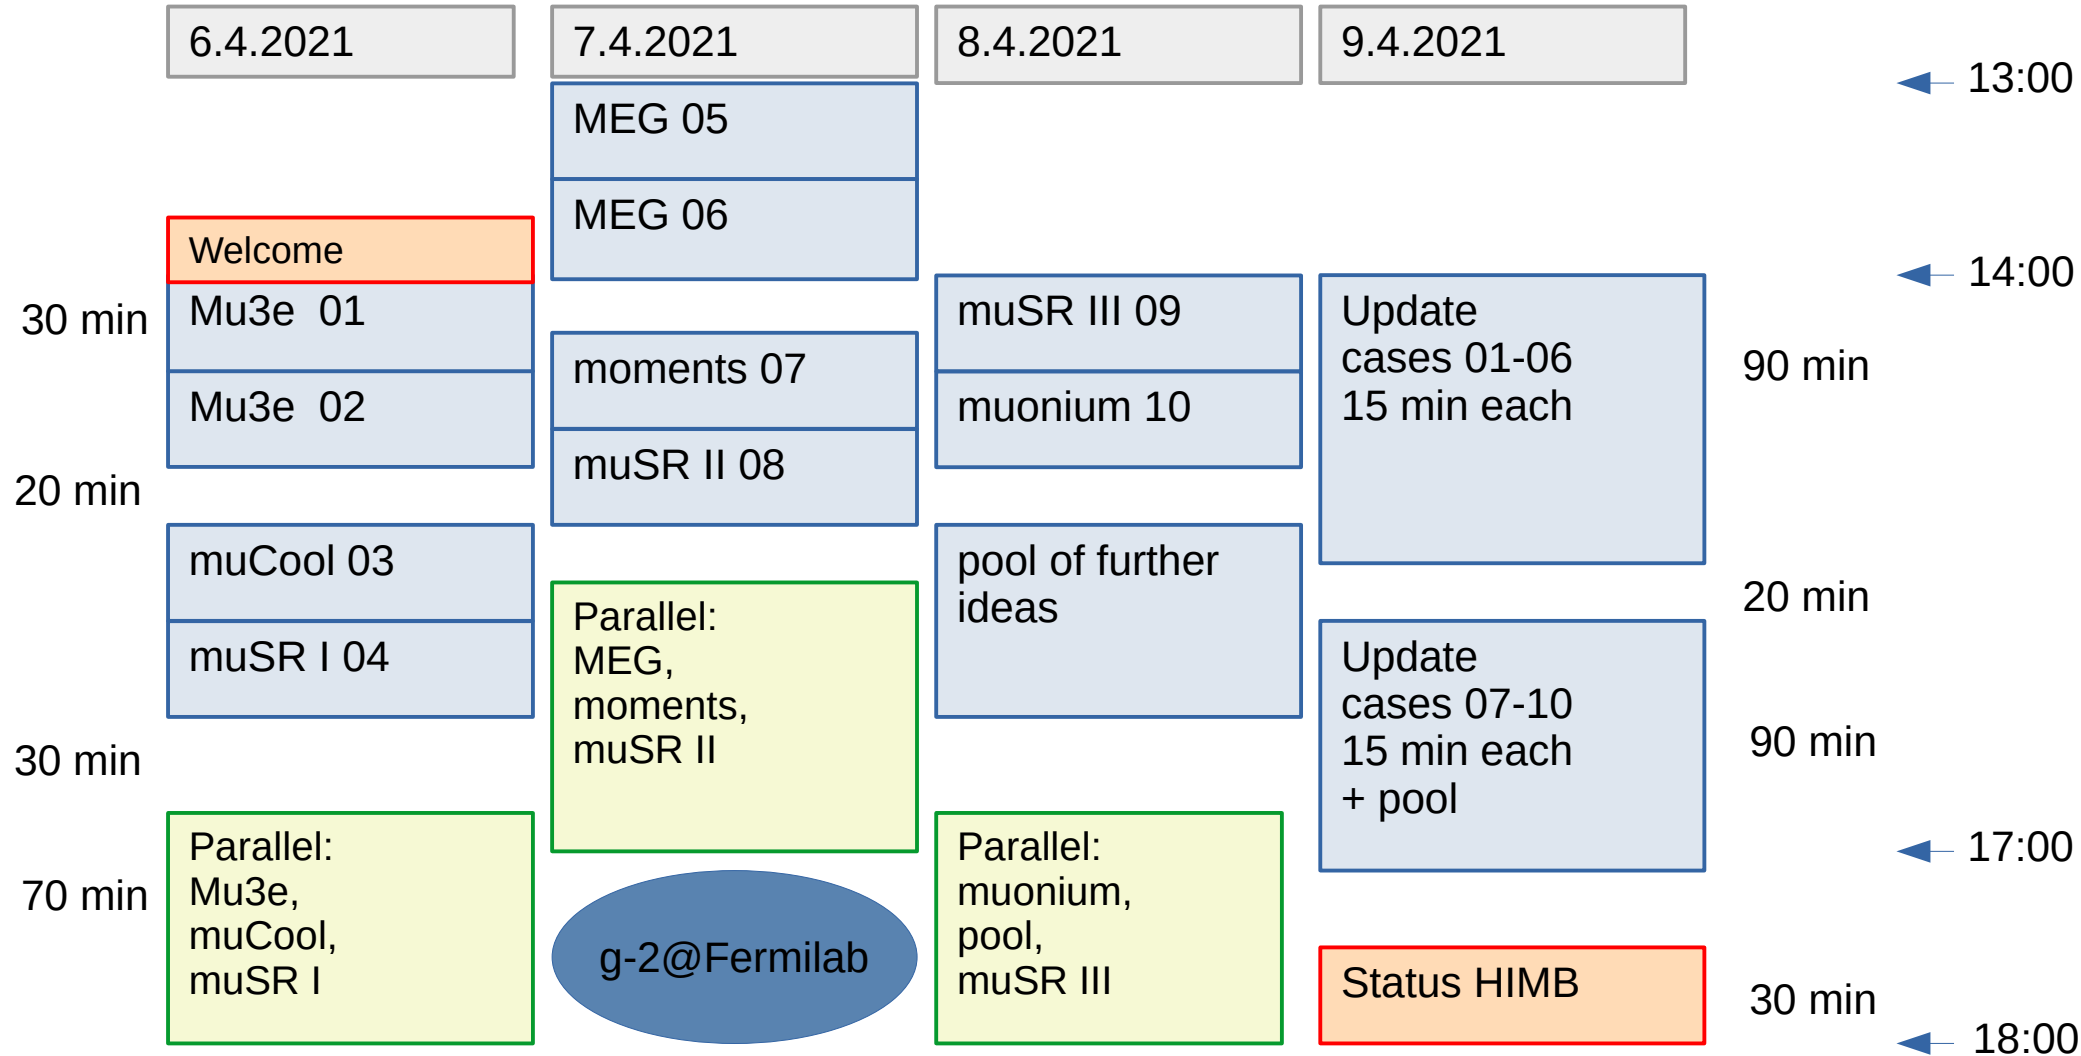 6.4.2021
7.4.2021
8.4.2021
9.4.2021
13:00
MEG 05
MEG 06
Welcome
14:00
30 min
Mu3e  01
Mu3e  02
moments 07
muSR II 08
muSR III 09
muonium 10
Update
cases 01-06
15 min each
90 min
20 min
muCool 03
muSR I 04
Parallel:
MEG,
moments,
muSR II
pool of further
ideas
20 min
Update
cases 07-10
15 min each
+ pool
90 min
30 min
17:00
70 min
Parallel:
Mu3e,
muCool,
muSR I
g-2@Fermilab
Parallel:
muonium,
pool,
muSR III
Status HIMB
30 min
18:00